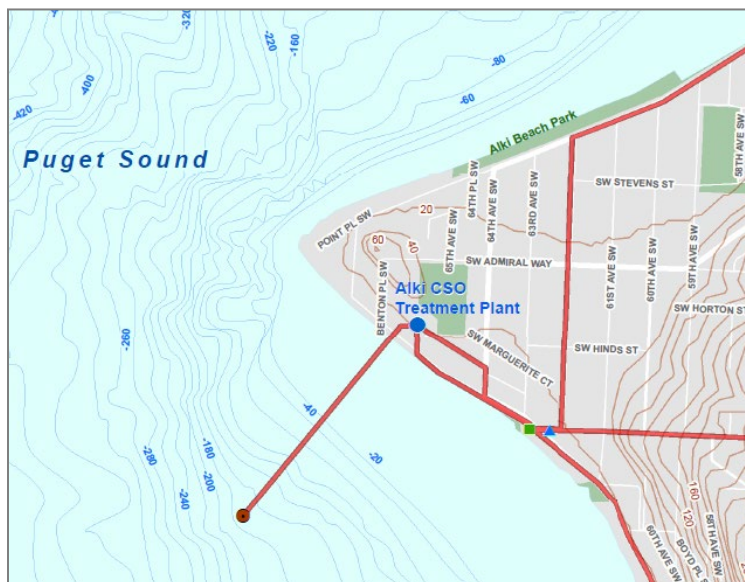 -320
-220
-160
-400
-80
-420
-60
Puget Sound
Alki Beach Park
58TH AVE SW
64TH PL SW
64TH AVE SW
63RD AVE SW
SW STEVENS ST
20
POINT PL SW
60
40
65TH AVE SW
SW ADMIRAL WAY
61ST AVE SW
60TH AVE SW
59TH AVE SW
Alki CSO
Treatment Plant
BENTON PL SW
SW HORTON ST
-260
SW MARGUERITE CT
SW HINDS ST
-40
-20
-280
-180
-200
-240
160
120
60TH AVE SW
BOYD PL
58TH AVE SW